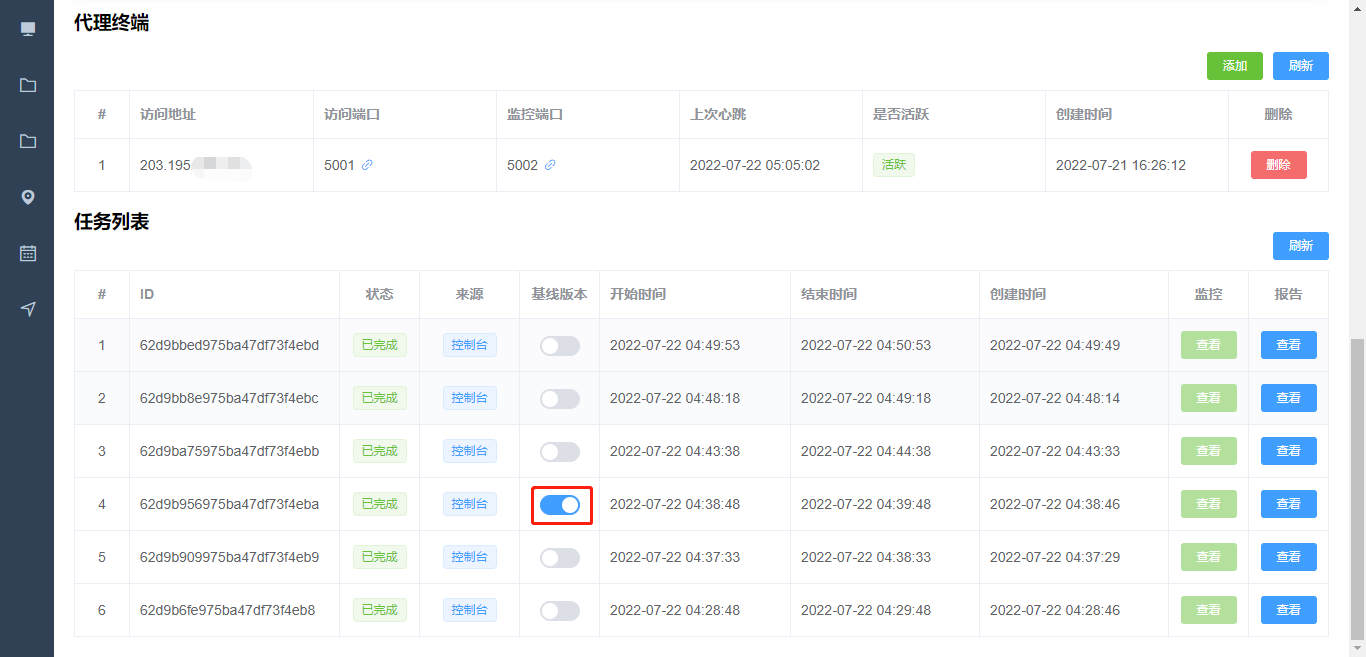 代理终端
添加 刷新
# 访问地址 访问端口 监控端口 上次心跳 是否活跃 创建时间 删除
1 203.195 5001 5002 2022-07-22 05:05:02 活跃 2022-07-21 16:26:12 删除
任务列表
刷新
# ID 状态 来源 基线版本 开始时间 结束时间 创建时间 监控 报告
1 62d9bbed975ba47df73f4ebd 已完成 控制台 2022-07-22 04:49:53 2022-07-22 04:50:53 2022-07-22 04:49:49 查看 查看
2 62d9bb8e975ba47df73f4ebc 已完成 控制台 2022-07-22 04:48:18 2022-07-22 04:49:18 2022-07-22 04:48:14 查看 查看
3 62d9ba75975ba47df73f4ebb 已完成 控制台 2022-07-22 04:43:38 2022-07-22 04:44:38 2022-07-22 04:43:33 查看 查看
4 62d9b956975ba47df73f4eba 已完成 控制台 2022-07-22 04:38:48 2022-07-22 04:39:48 2022-07-22 04:38:46 查看 查看
5 62d9b909975ba47df73f4eb9 已完成 控制台 2022-07-22 04:37:33 2022-07-22 04:38:33 2022-07-22 04:37:29 查看 查看
6 62d9b6fe975ba47df73f4eb8 已完成 控制台 2022-07-22 04:28:48 2022-07-22 04:29:48 2022-07-22 04:28:46 查看 查看